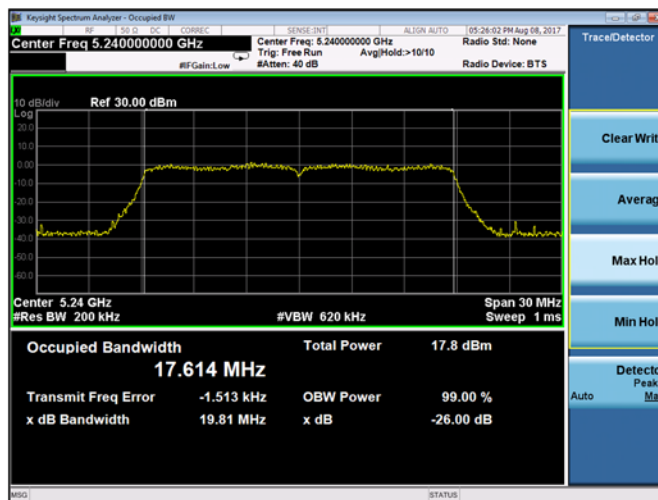 Keysight Spectrum Analyzer - Occupied BW
RF 50 Ω DC CORREC SENSE:INT ALIGN AUTO 05:26:02 PM Aug 08, 2017
Center Freq 5.240000000 GHz
Center Freq: 5.240000000 GHz
Radio Std: None
Trig: Free Run Avg|Hold:>10/10
#IFGain:Low #Atten: 40 dB Radio Device: BTS
Trace/Detector
10 dB/div Ref 30.00 dBm
Log
20.0
10.0
0.00
-10.0
-20.0
-30.0
-40.0
-50.0
-60.0
Center 5.24 GHz Span 30 MHz
#Res BW 200 kHz #VBW 620 kHz Sweep 1 ms
Occupied Bandwidth Total Power 17.8 dBm
17.614 MHz
Transmit Freq Error -1.513 kHz OBW Power 99.00 %
x dB Bandwidth 19.81 MHz x dB -26.00 dB
Clear Writ
Averag
Max Hol
Min Hol
Detecto
Peak
Auto Ma
MSG STATUS